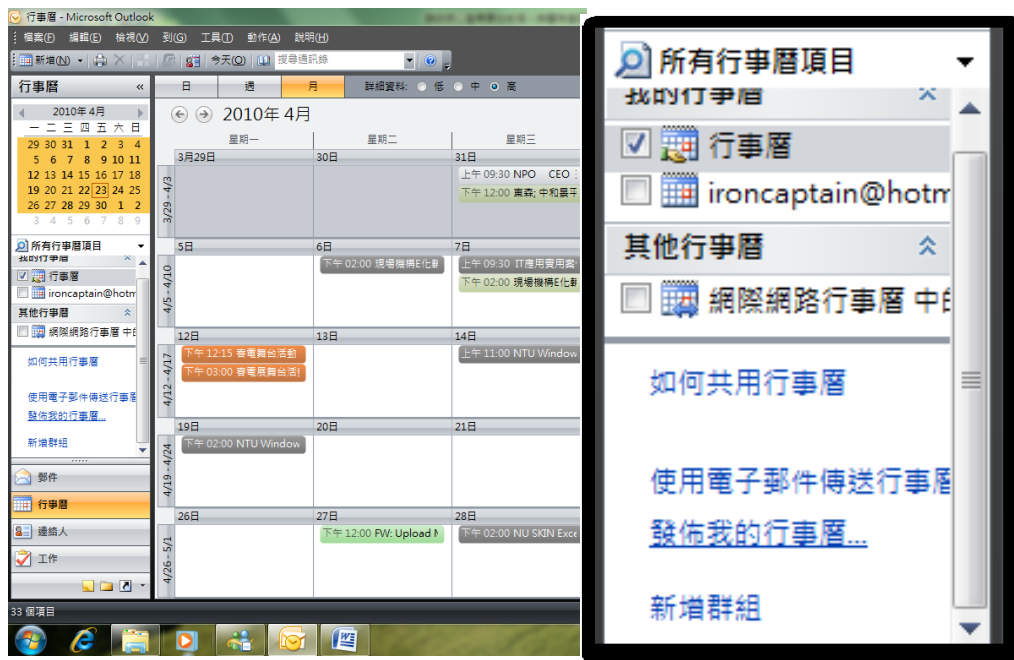 行事曆 - Microsoft Outlook
檔案(F) 編輯(E) 檢視(V) 到(G) 工具(T) 動作(A) 說明(H)
新增(N) 今天(O) 搜尋通訊錄
行事曆 «
日 週 月 詳細資料: 低 中 高
2010年 4月
一 二 三 四 五 六 日
29 30 31 1 2 3 4
5 6 7 8 9 10 11
12 13 14 15 16 17 18
19 20 21 22 23 24 25
26 27 28 29 30 1 2
3 4 5 6 7 8 9
所有行事曆項目
我的行事曆
行事曆
ironcaptain@hotm
其他行事曆
網際網路行事曆 中的
如何共用行事曆
使用電子郵件傳送行事曆
發佈我的行事曆...
新增群組
郵件
行事曆
連絡人
工作
33 個項目
2010年 4月
星期一 星期二 星期三
3/29 - 4/3
3月29日 30日 31日
上午 09:30 NPO CEO
下午 12:00 東森; 中和景平
4/5 - 4/10
5日 6日 7日
下午 02:00 現場機構E化輔
上午 09:30 IT應用實用案
下午 02:00 現場機構E化輔
4/12 - 4/17
12日 13日 14日
下午 12:15 春電舞台活動
下午 03:00 春電展舞台活動
上午 11:00 NTU Window
4/19 - 4/24
19日 20日 21日
下午 02:00 NTU Window
4/26 - 5/1
26日 27日 28日
下午 12:00 FW: Upload M
下午 02:00 NU SKIN Exce
所有行事曆項目
我的行事曆
行事曆
ironcaptain@hotm
其他行事曆
網際網路行事曆 中的
如何共用行事曆
使用電子郵件傳送行事曆
發佈我的行事曆...
新增群組